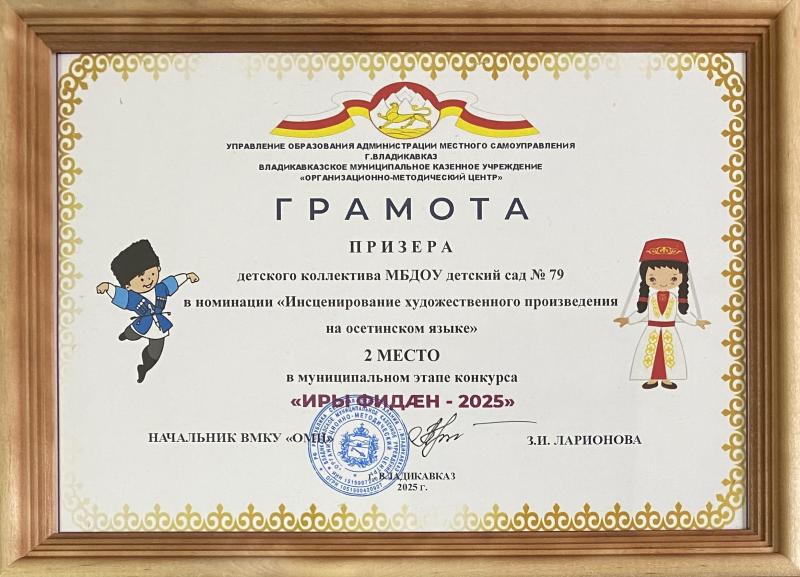 УПРАВЛЕНИЕ ОБРАЗОВАНИЯ АДМИНИСТРАЦИИ МЕСТНОГО САМОУПРАВЛЕНИЯ
Г.ВЛАДИКАВКАЗ
ВЛАДИКАВКАЗСКОЕ МУНИЦИПАЛЬНОЕ КАЗЕННОЕ УЧРЕЖДЕНИЕ
«ОРГАНИЗАЦИОННО-МЕТОДИЧЕСКИЙ ЦЕНТР»
ГРАМОТА
ПРИЗЕРА
детского коллектива МБДОУ детский сад № 79
в номинации «Инсценирование художественного произведения
на осетинском языке»
2 МЕСТО
в муниципальном этапе конкурса
«ИРЫ ФИДӔН - 2025»
НАЧАЛЬНИК ВМКУ «ОМЦ»
З.И. ЛАРИОНОВА
Г. ВЛАДИКАВКАЗ
2025 г.